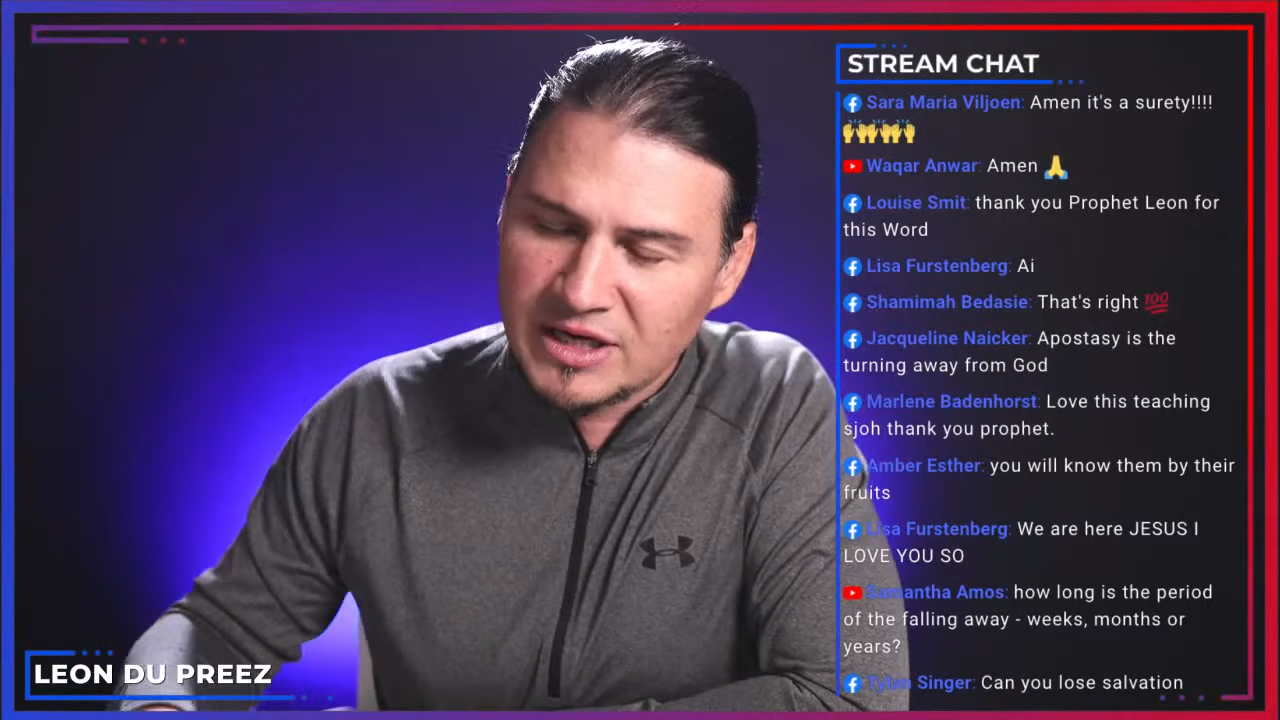 STREAM CHAT
Sara Maria Viljoen: Amen it's a surety!!!!
🙌🙌🙌🙌
Waqar Anwar: Amen 🙏
Louise Smit: thank you Prophet Leon for
this Word
Lisa Furstenberg: Ai
Shamimah Bedasie: That's right 💯
Jacqueline Naicker: Apostasy is the
turning away from God
Marlene Badenhorst: Love this teaching
sjoh thank you prophet.
Amber Esther: you will know them by their
fruits
Lisa Furstenberg: We are here JESUS I
LOVE YOU SO
Samantha Amos: how long is the period
of the falling away - weeks, months or
years?
Tylan Singer: Can you lose salvation
LEON DU PREEZ